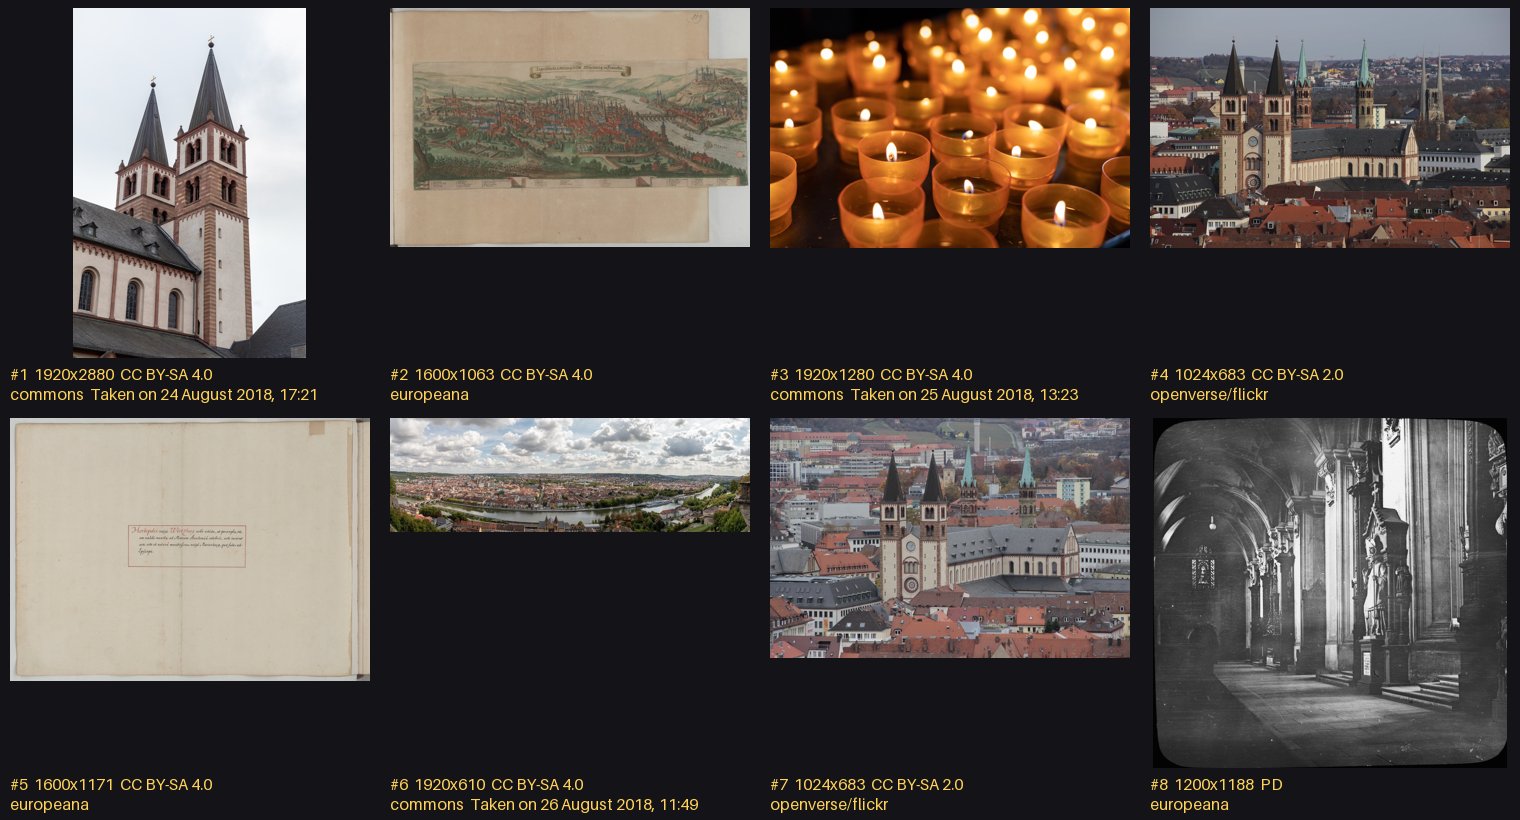 #1 1920x2880 CC BY-SA 4.0
commons Taken on 24 August 2018, 17:21
#2 1600x1063 CC BY-SA 4.0
europeana
#3 1920x1280 CC BY-SA 4.0
commons Taken on 25 August 2018, 13:23
#4 1024x683 CC BY-SA 2.0
openverse/flickr
#5 1600x1171 CC BY-SA 4.0
europeana
#6 1920x610 CC BY-SA 4.0
commons Taken on 26 August 2018, 11:49
#7 1024x683 CC BY-SA 2.0
openverse/flickr
#8 1200x1188 PD
europeana